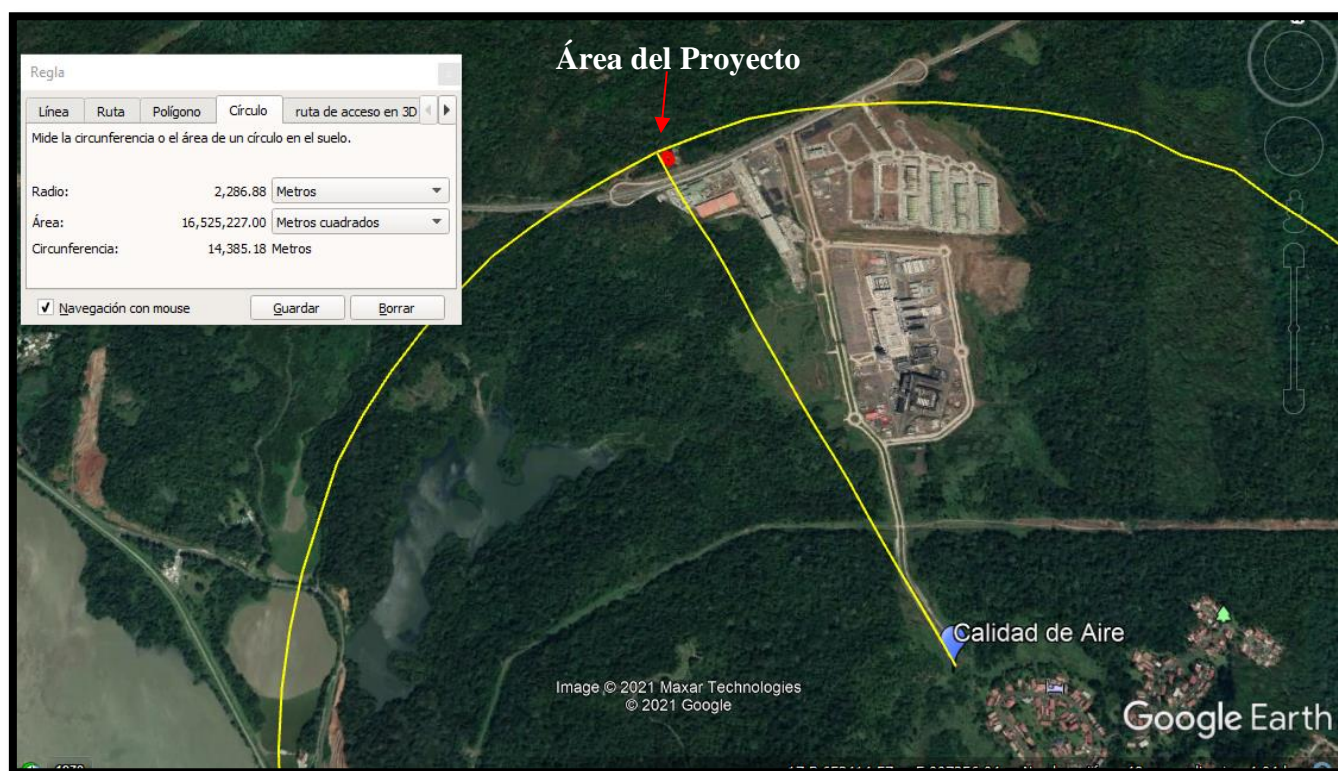 Área del Proyecto
Regla
Línea Ruta Polígono Círculo ruta de acceso en 3D
Mide la circunferencia o el área de un círculo en el suelo.
Radio: 2,286.88 Metros
Área: 16,525,227.00 Metros cuadrados
Circunferencia: 14,385.18 Metros
Navegación con mouse Guardar Borrar
Calidad de Aire
Image © 2021 Maxar Technologies
© 2021 Google
Google Earth